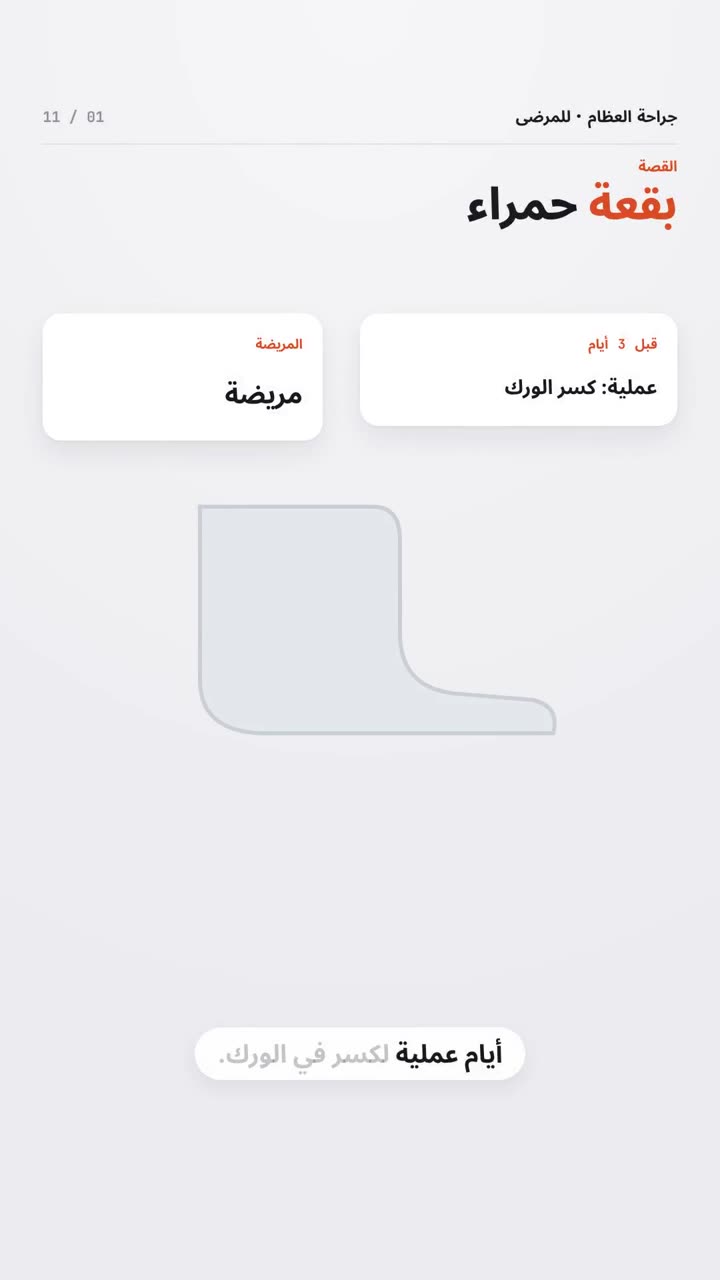 جراحة العظام • للمرضى
01 / 11
القصة
بقعة حمراء
قبل 3 أيام
عملية: كسر الورك
المريضة
مريضة
أيام عملية لكسر في الورك.